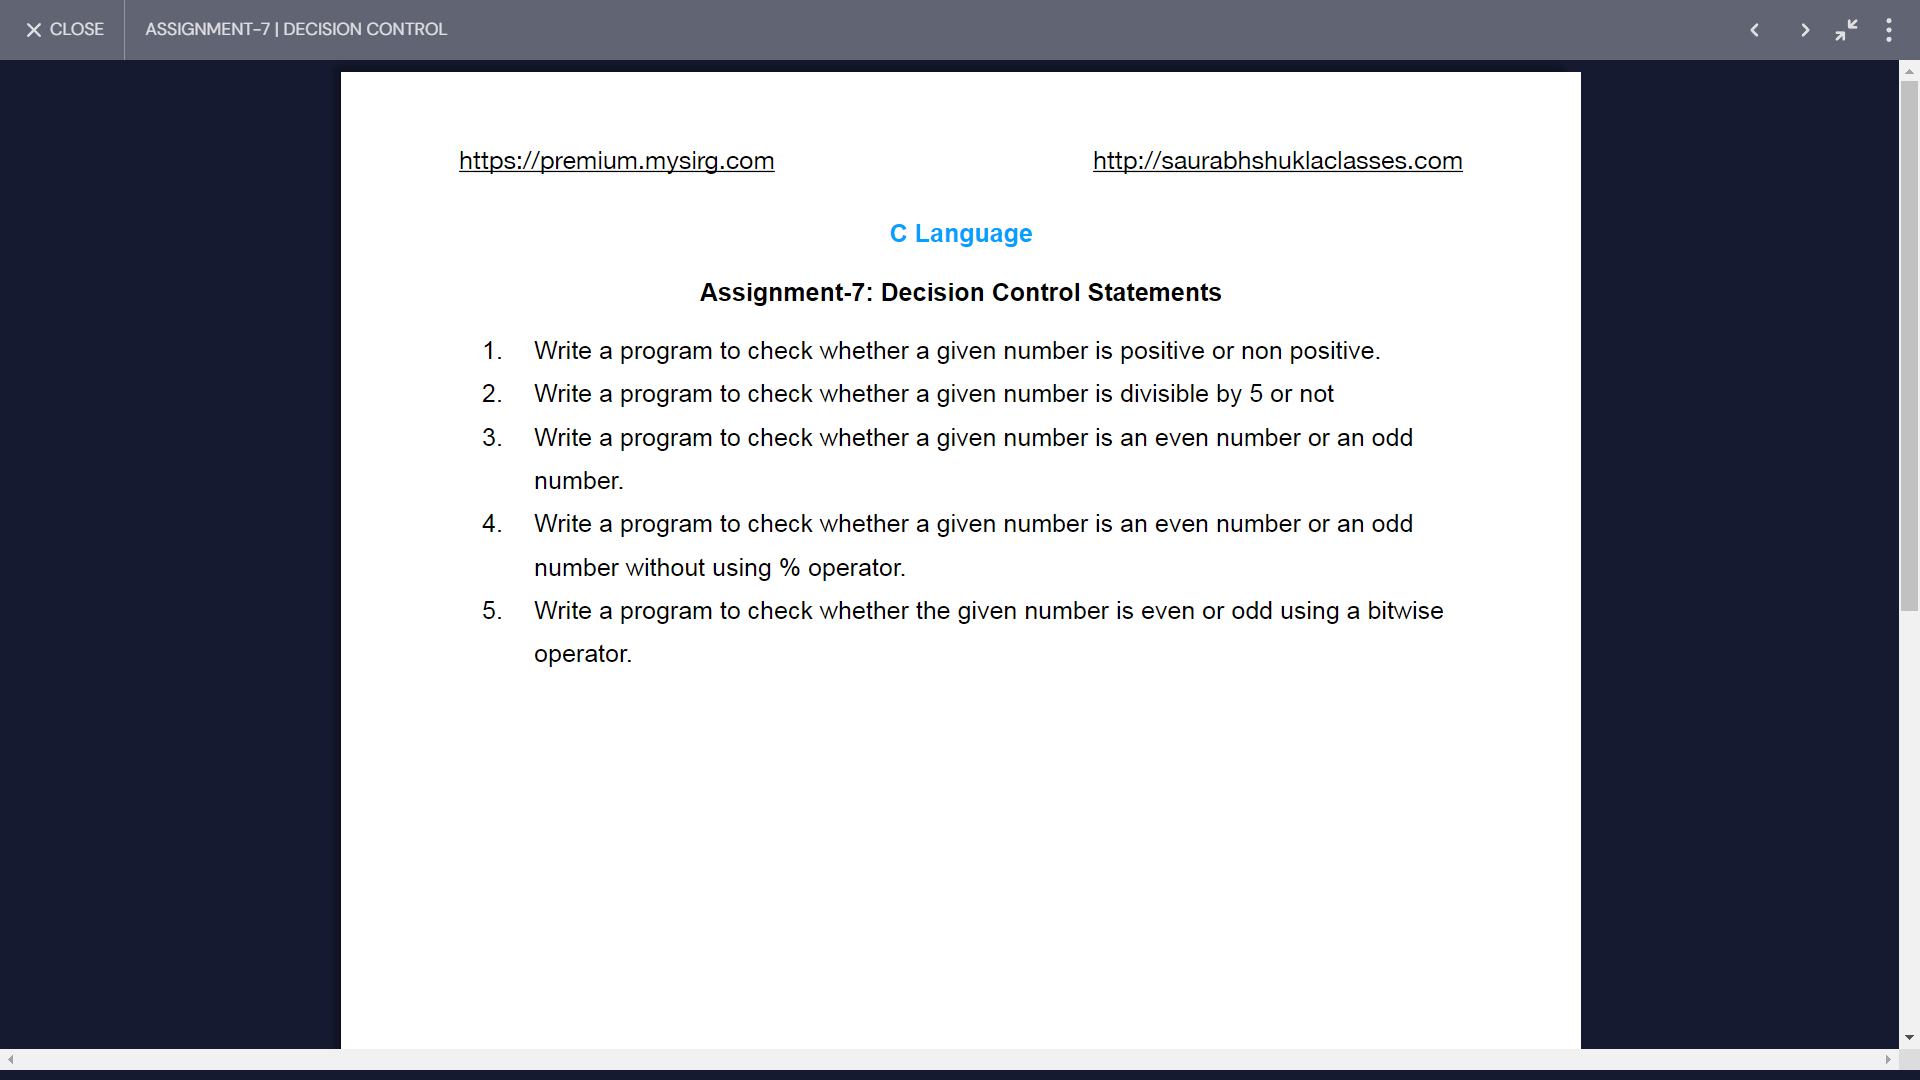 CLOSE
ASSIGNMENT-7 | DECISION CONTROL
https://premium.mysirg.com
http://saurabhshuklaclasses.com
C Language
Assignment-7: Decision Control Statements
1. Write a program to check whether a given number is positive or non positive.
2. Write a program to check whether a given number is divisible by 5 or not
3. Write a program to check whether a given number is an even number or an odd
number.
4. Write a program to check whether a given number is an even number or an odd
number without using % operator.
5. Write a program to check whether the given number is even or odd using a bitwise
operator.